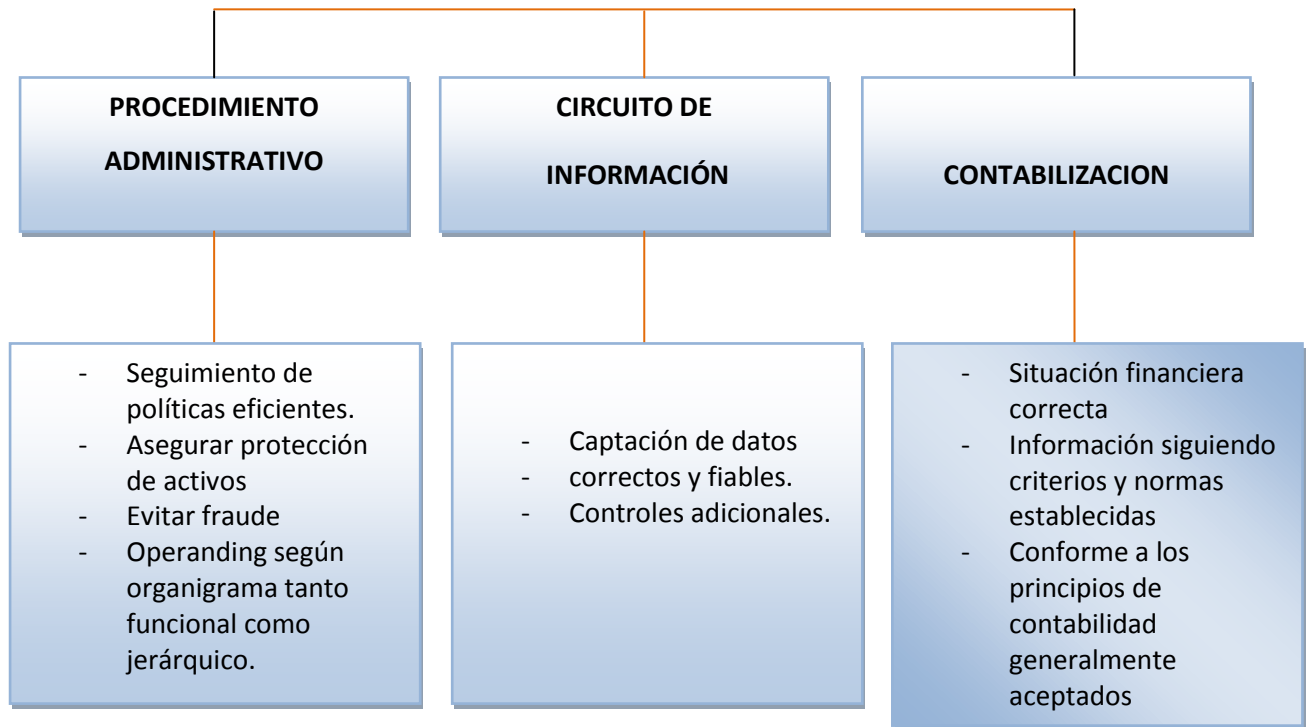 PROCEDIMIENTO
ADMINISTRATIVO
CIRCUITO DE
INFORMACIÓN
CONTABILIZACION
- Seguimiento de
políticas eficientes.
- Asegurar protección
de activos
- Evitar fraude
- Operanding según
organigrama tanto
funcional como
jerárquico.
- Captación de datos
- correctos y fiables.
- Controles adicionales.
- Situación financiera
correcta
- Información siguiendo
criterios y normas
establecidas
- Conforme a los
principios de
contabilidad
generalmente
aceptados